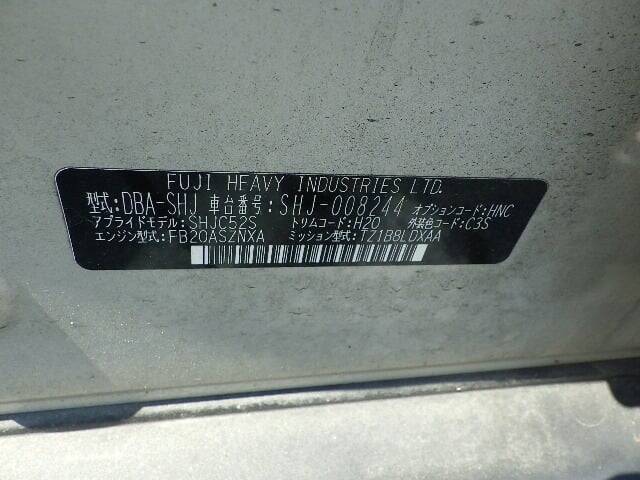 FUJI HEAVY INDUSTRIES LTD.
型式:DBA-SHJ 車台番号:SHJ-008244 オプションコード:HNC
アプライドモデル:SHJC52S トリムコード:H20 外装色コード:C3S
エンジン型式:FB20ASZNXA ミッション型式:TZ1B8LDXAA